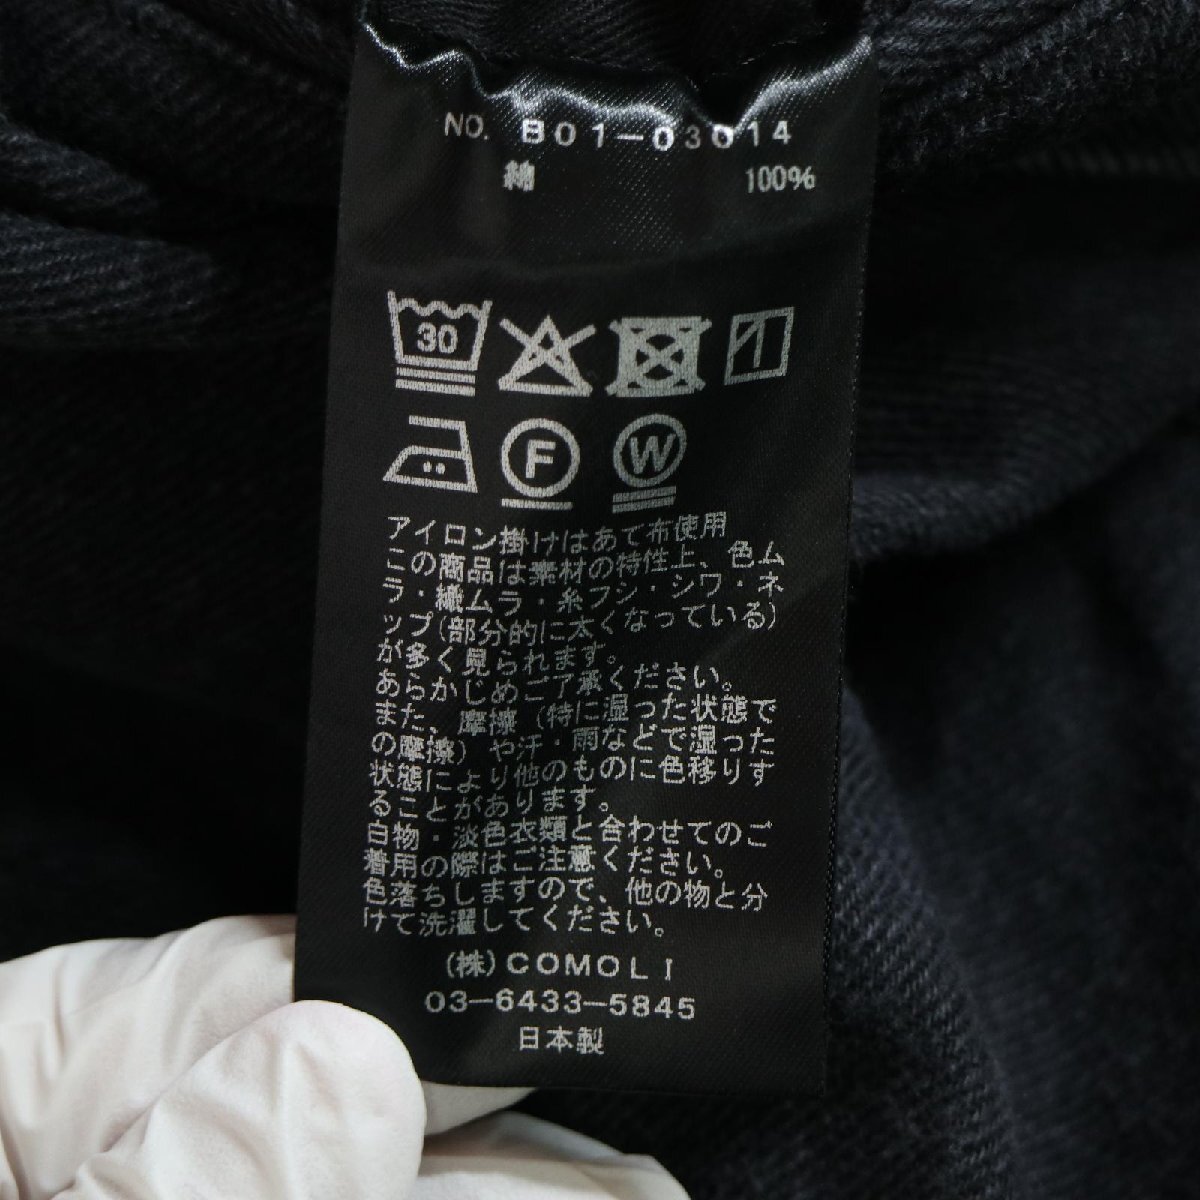 NO. B01-03014
綿 100%
30
F W
アイロン掛けはあて布使用
この商品は素材の特性上、色ム
ラ・織ムラ・糸フシ・シワ・ネ
ップ(部分的に太くなっている)
が多く見られます。
あらかじめご了承ください。
また、摩擦(特に湿った状態で
の摩擦)や汗・雨などで湿った
状態により他のものに色移りす
ることがあります。
白物・淡色衣類と合わせてのご
着用の際はご注意ください。
色落ちしますので、他の物と分
けて洗濯してください。
(株)COMOLI
03-6433-5845
日本製